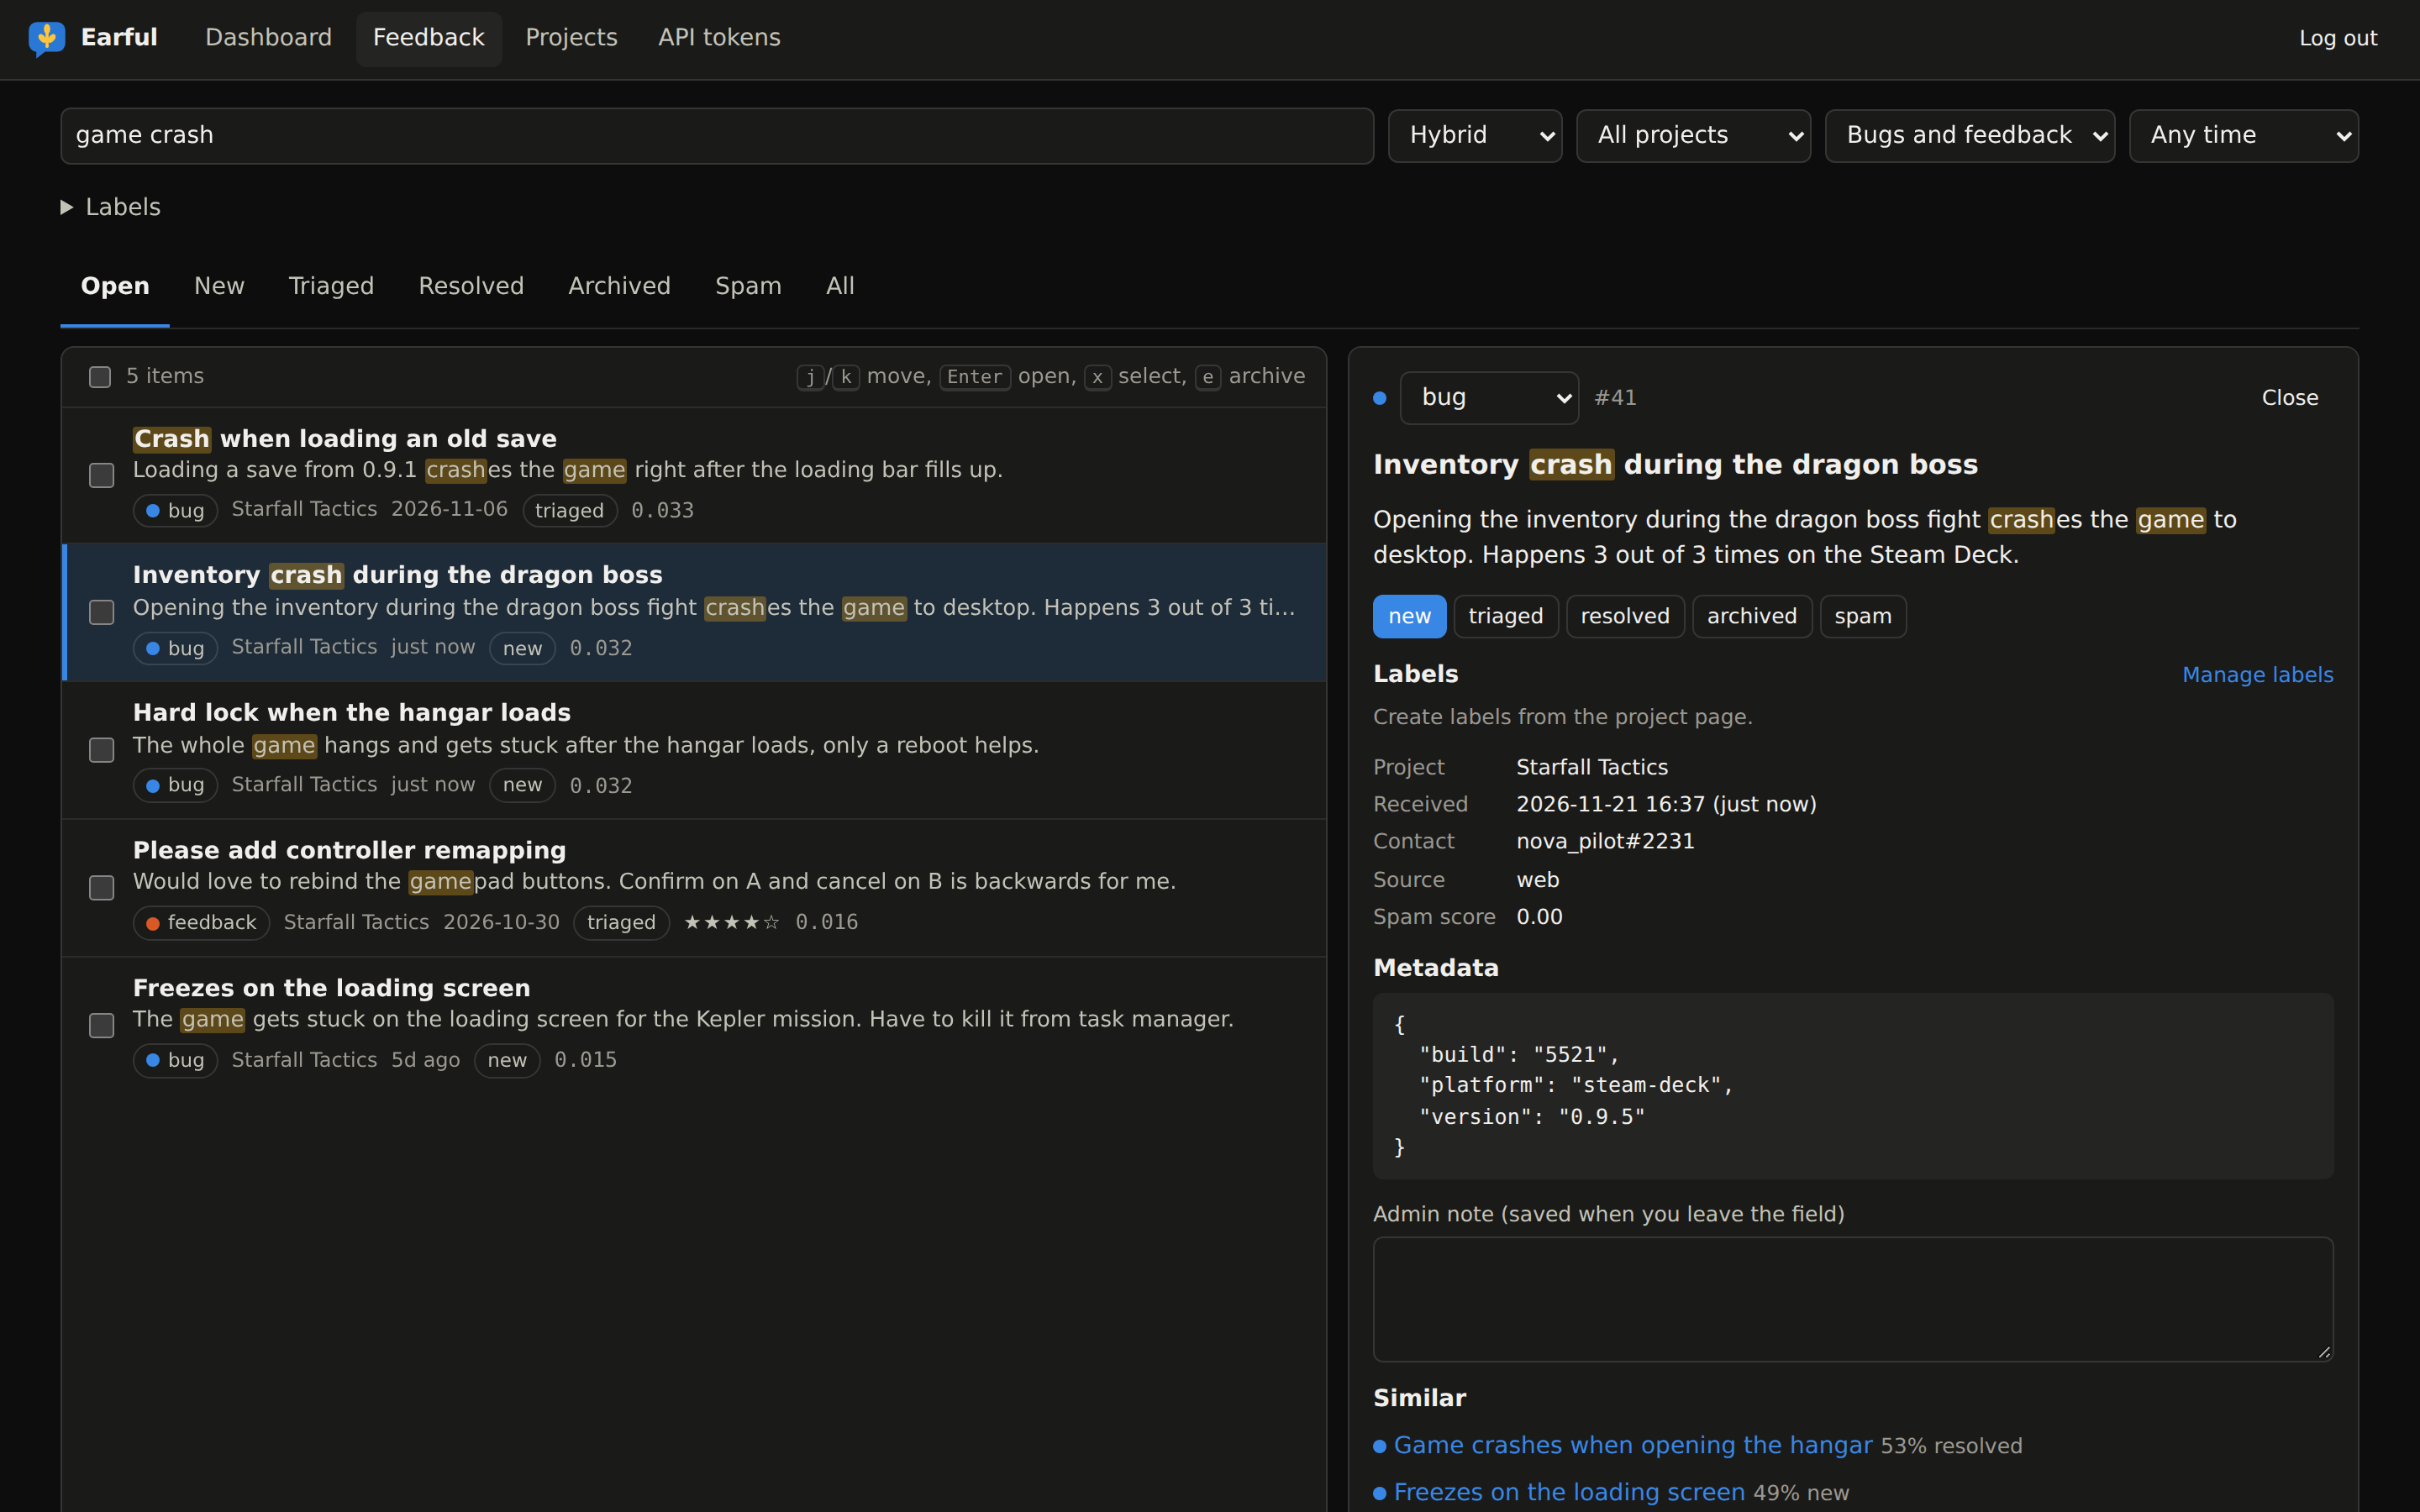 Earful Dashboard Feedback Projects API tokens Log out
game crash Hybrid All projects Bugs and feedback Any time
Labels
Open New Triaged Resolved Archived Spam All
5 items j/k move, Enter open, x select, e archive
Crash when loading an old save
Loading a save from 0.9.1 crashes the game right after the loading bar fills up.
bug Starfall Tactics 2026-11-06 triaged 0.033
Inventory crash during the dragon boss
Opening the inventory during the dragon boss fight crashes the game to desktop. Happens 3 out of 3 ti…
bug Starfall Tactics just now new 0.032
Hard lock when the hangar loads
The whole game hangs and gets stuck after the hangar loads, only a reboot helps.
bug Starfall Tactics just now new 0.032
Please add controller remapping
Would love to rebind the gamepad buttons. Confirm on A and cancel on B is backwards for me.
feedback Starfall Tactics 2026-10-30 triaged ★★★★☆ 0.016
Freezes on the loading screen
The game gets stuck on the loading screen for the Kepler mission. Have to kill it from task manager.
bug Starfall Tactics 5d ago new 0.015
bug #41 Close
Inventory crash during the dragon boss
Opening the inventory during the dragon boss fight crashes the game to
desktop. Happens 3 out of 3 times on the Steam Deck.
new triaged resolved archived spam
Labels Manage labels
Create labels from the project page.
Project Starfall Tactics
Received 2026-11-21 16:37 (just now)
Contact nova_pilot#2231
Source web
Spam score 0.00
Metadata
{
"build": "5521",
"platform": "steam-deck",
"version": "0.9.5"
}
Admin note (saved when you leave the field)
Similar
Game crashes when opening the hangar 53% resolved
Freezes on the loading screen 49% new